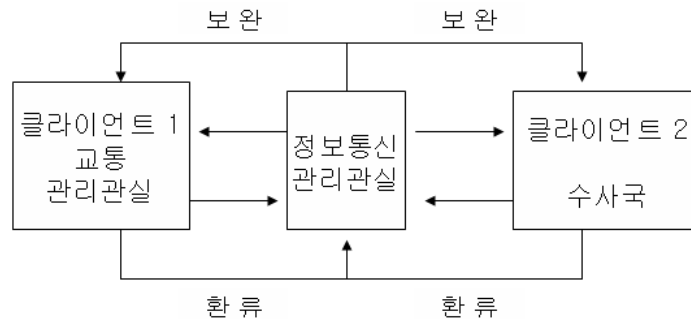 보 완 보 완
클라이언트 1
교통
관리관실
정보통신
관리관실
클라이언트 2
수사국
환 류 환 류